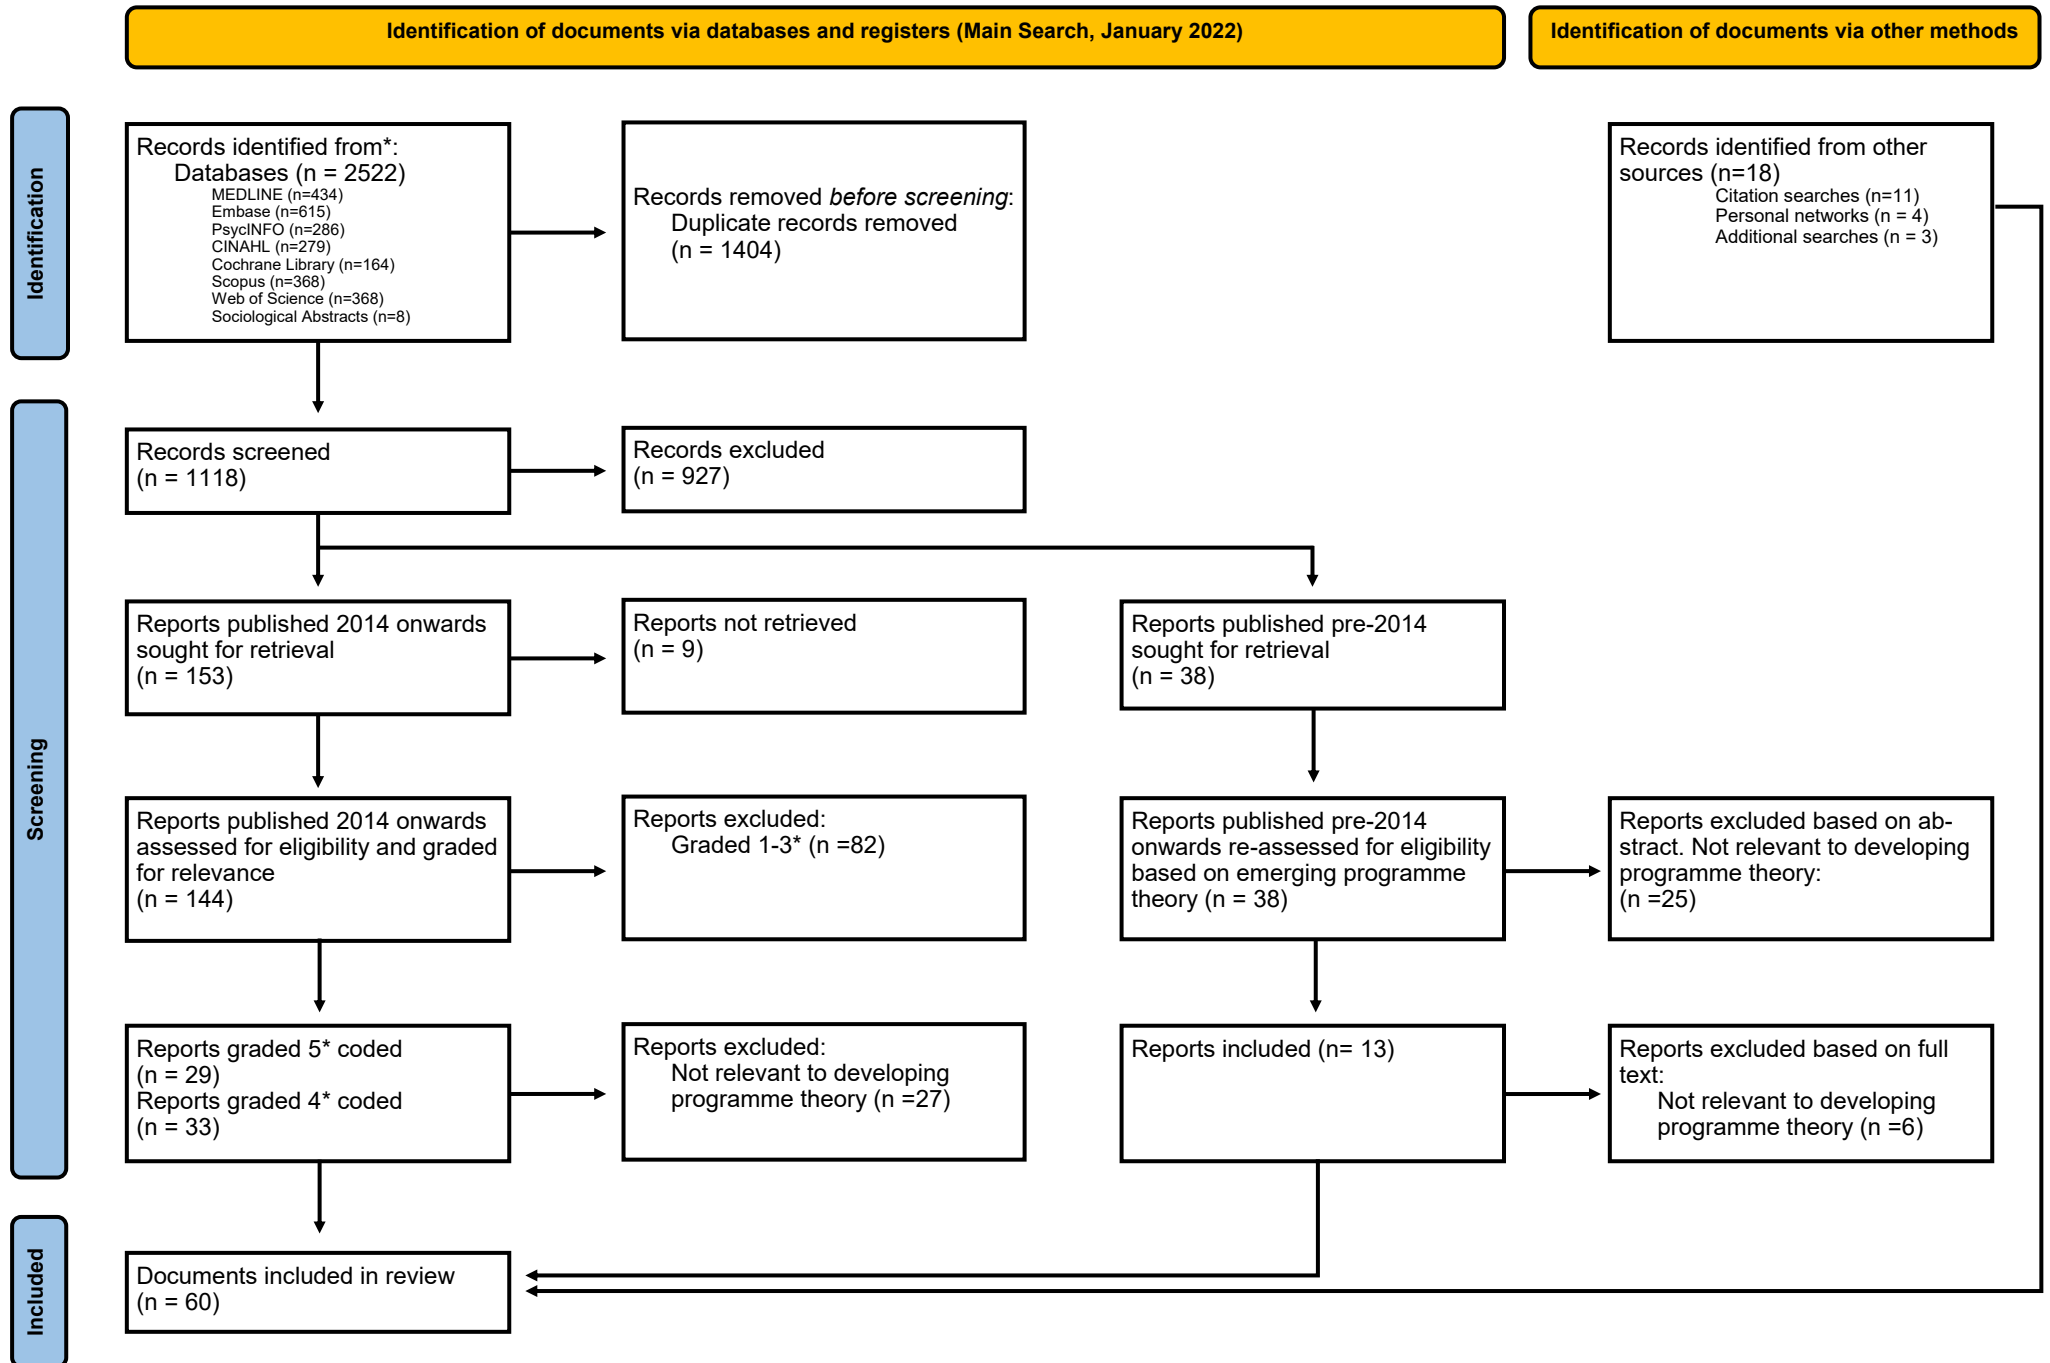 Identification of documents via databases and registers (Main Search, January 2022)
Identification of documents via other methods
Identification
Records identified from*:
Databases (n = 2522)
MEDLINE (n=434)
Embase (n=615)
PsycINFO (n=286)
CINAHL (n=279)
Cochrane Library (n=164)
Scopus (n=368)
Web of Science (n=368)
Sociological Abstracts (n=8)
Records removed before screening:
Duplicate records removed
(n = 1404)
Records identified from other
sources (n=18)
Citation searches (n=11)
Personal networks (n = 4)
Additional searches (n = 3)
Screening
Records screened
(n = 1118)
Records excluded
(n = 927)
Reports published 2014 onwards
sought for retrieval
(n = 153)
Reports not retrieved
(n = 9)
Reports published pre-2014
sought for retrieval
(n = 38)
Reports published 2014 onwards
assessed for eligibility and graded
for relevance
(n = 144)
Reports excluded:
Graded 1-3* (n =82)
Reports published pre-2014
onwards re-assessed for eligibility
based on emerging programme
theory (n = 38)
Reports excluded based on ab-
stract. Not relevant to developing
programme theory:
(n =25)
Reports graded 5* coded
(n = 29)
Reports graded 4* coded
(n = 33)
Reports excluded:
Not relevant to developing
programme theory (n =27)
Reports included (n= 13)
Reports excluded based on full
text:
Not relevant to developing
programme theory (n =6)
Included
Documents included in review
(n = 60)